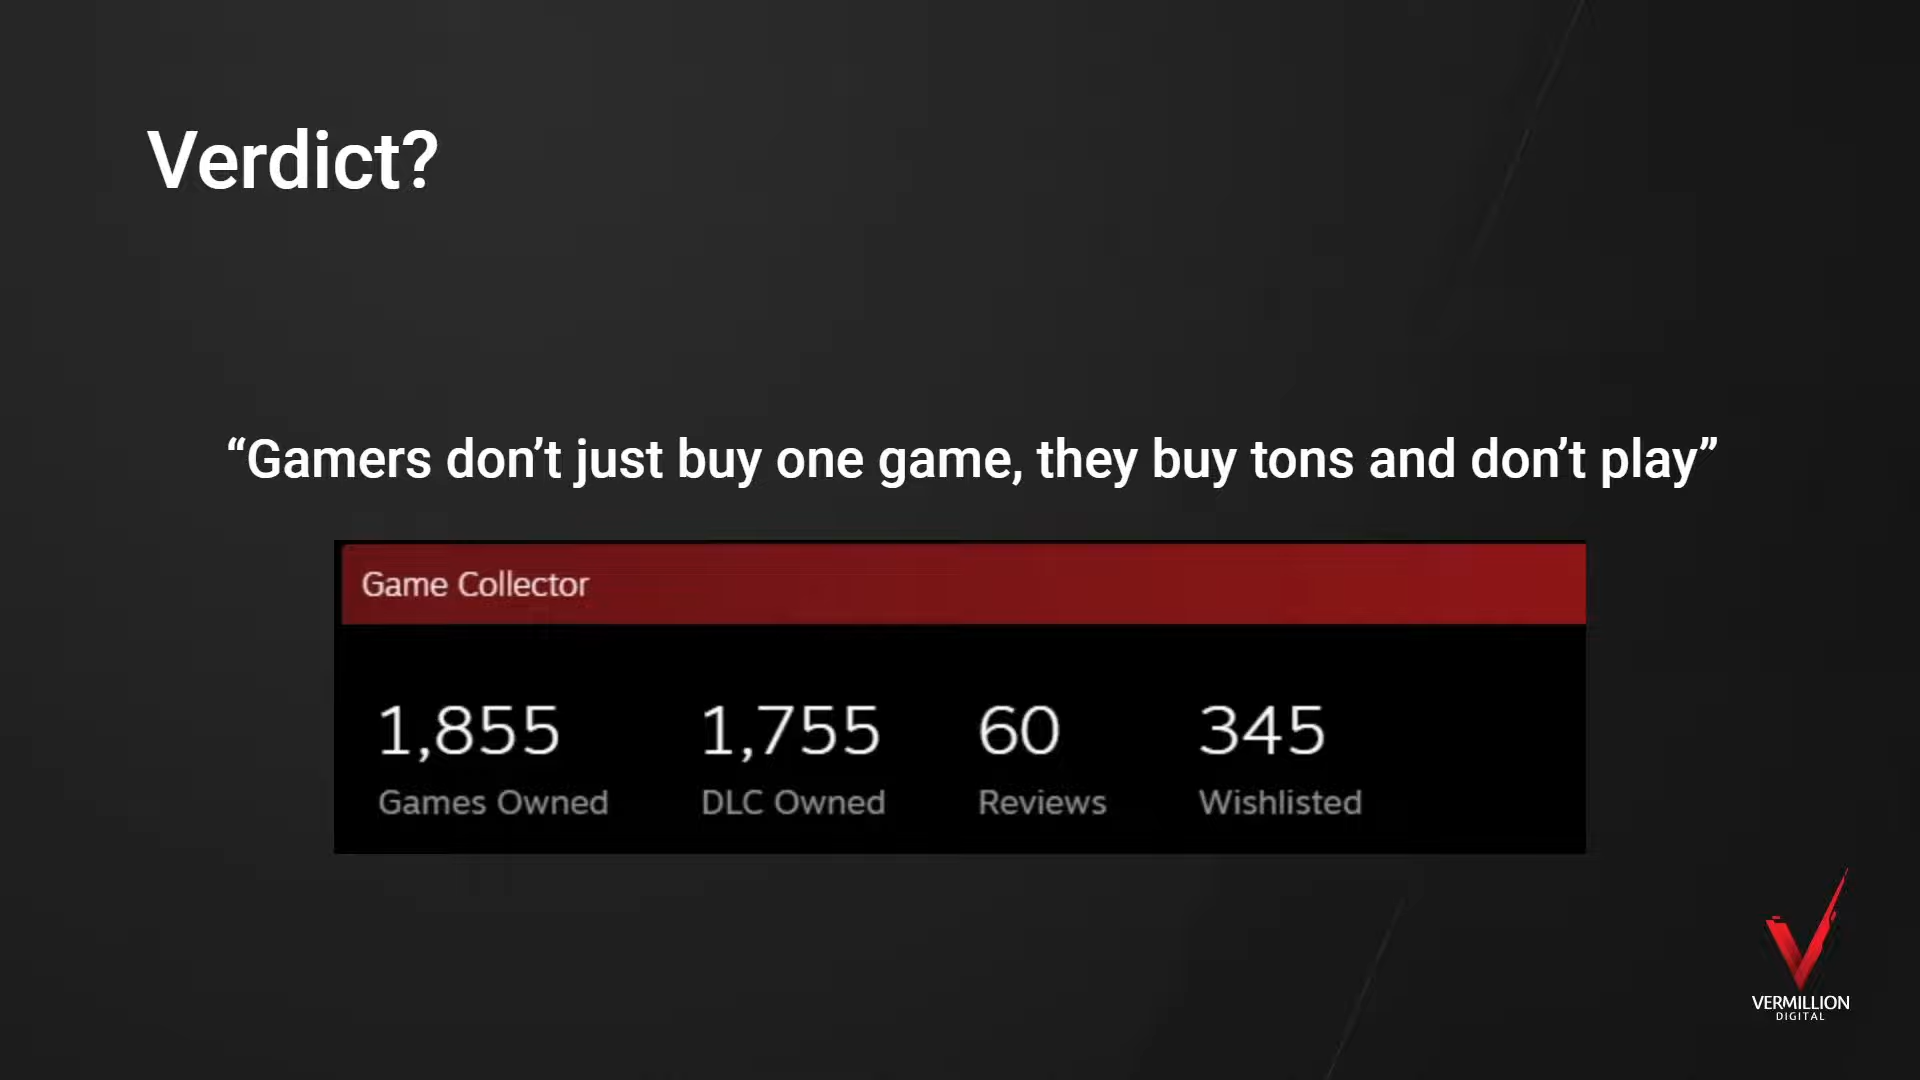 Verdict?
“Gamers don’t just buy one game, they buy tons and don’t play”
Game Collector
1,855 1,755 60 345
Games Owned DLC Owned Reviews Wishlisted
VERMILLION
DIGITAL